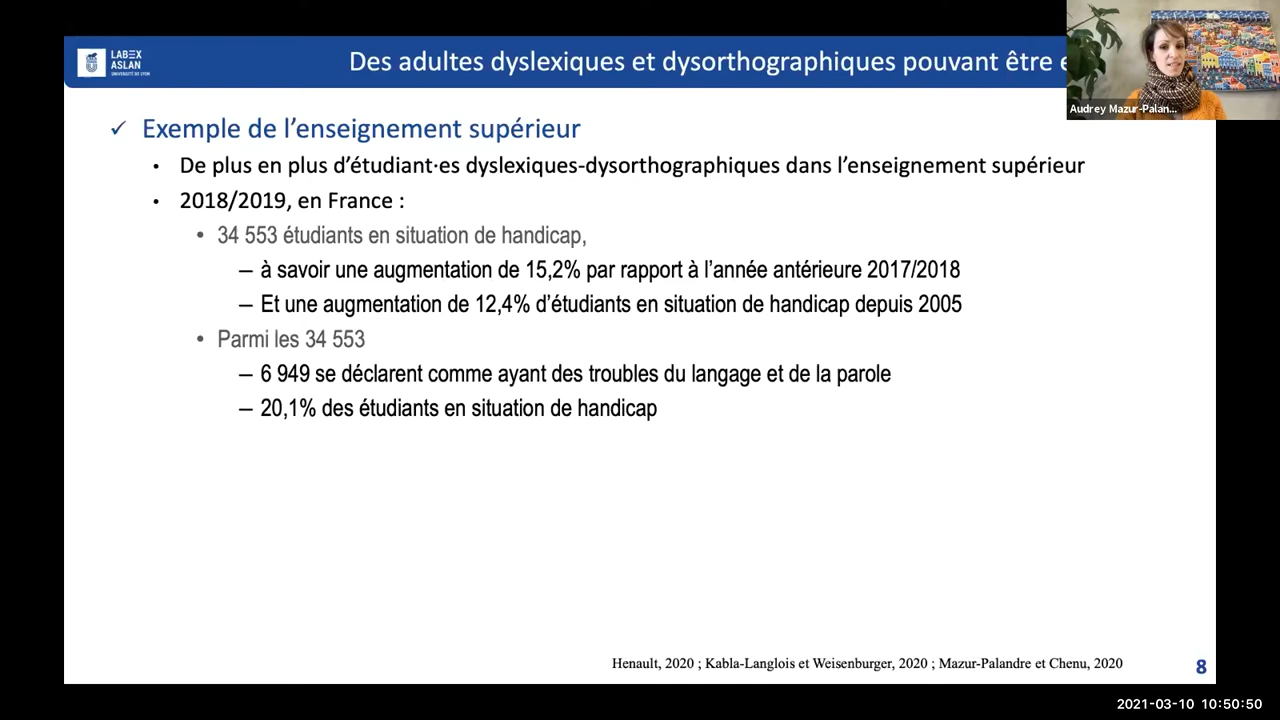 LABEX
ASLAN
UNIVERSITÉ DE LYON
Des adultes dyslexiques et dysorthographiques pouvant être
Audrey Mazur-Palan...
✓ Exemple de l'enseignement supérieur
• De plus en plus d'étudiant·es dyslexiques-dysorthographiques dans l'enseignement supérieur
• 2018/2019, en France :
• 34 553 étudiants en situation de handicap,
– à savoir une augmentation de 15,2% par rapport à l'année antérieure 2017/2018
– Et une augmentation de 12,4% d'étudiants en situation de handicap depuis 2005
• Parmi les 34 553
– 6 949 se déclarent comme ayant des troubles du langage et de la parole
– 20,1% des étudiants en situation de handicap
Henault, 2020 ; Kabla-Langlois et Weisenburger, 2020 ; Mazur-Palandre et Chenu, 2020
8
2021-03-10 10:50:50